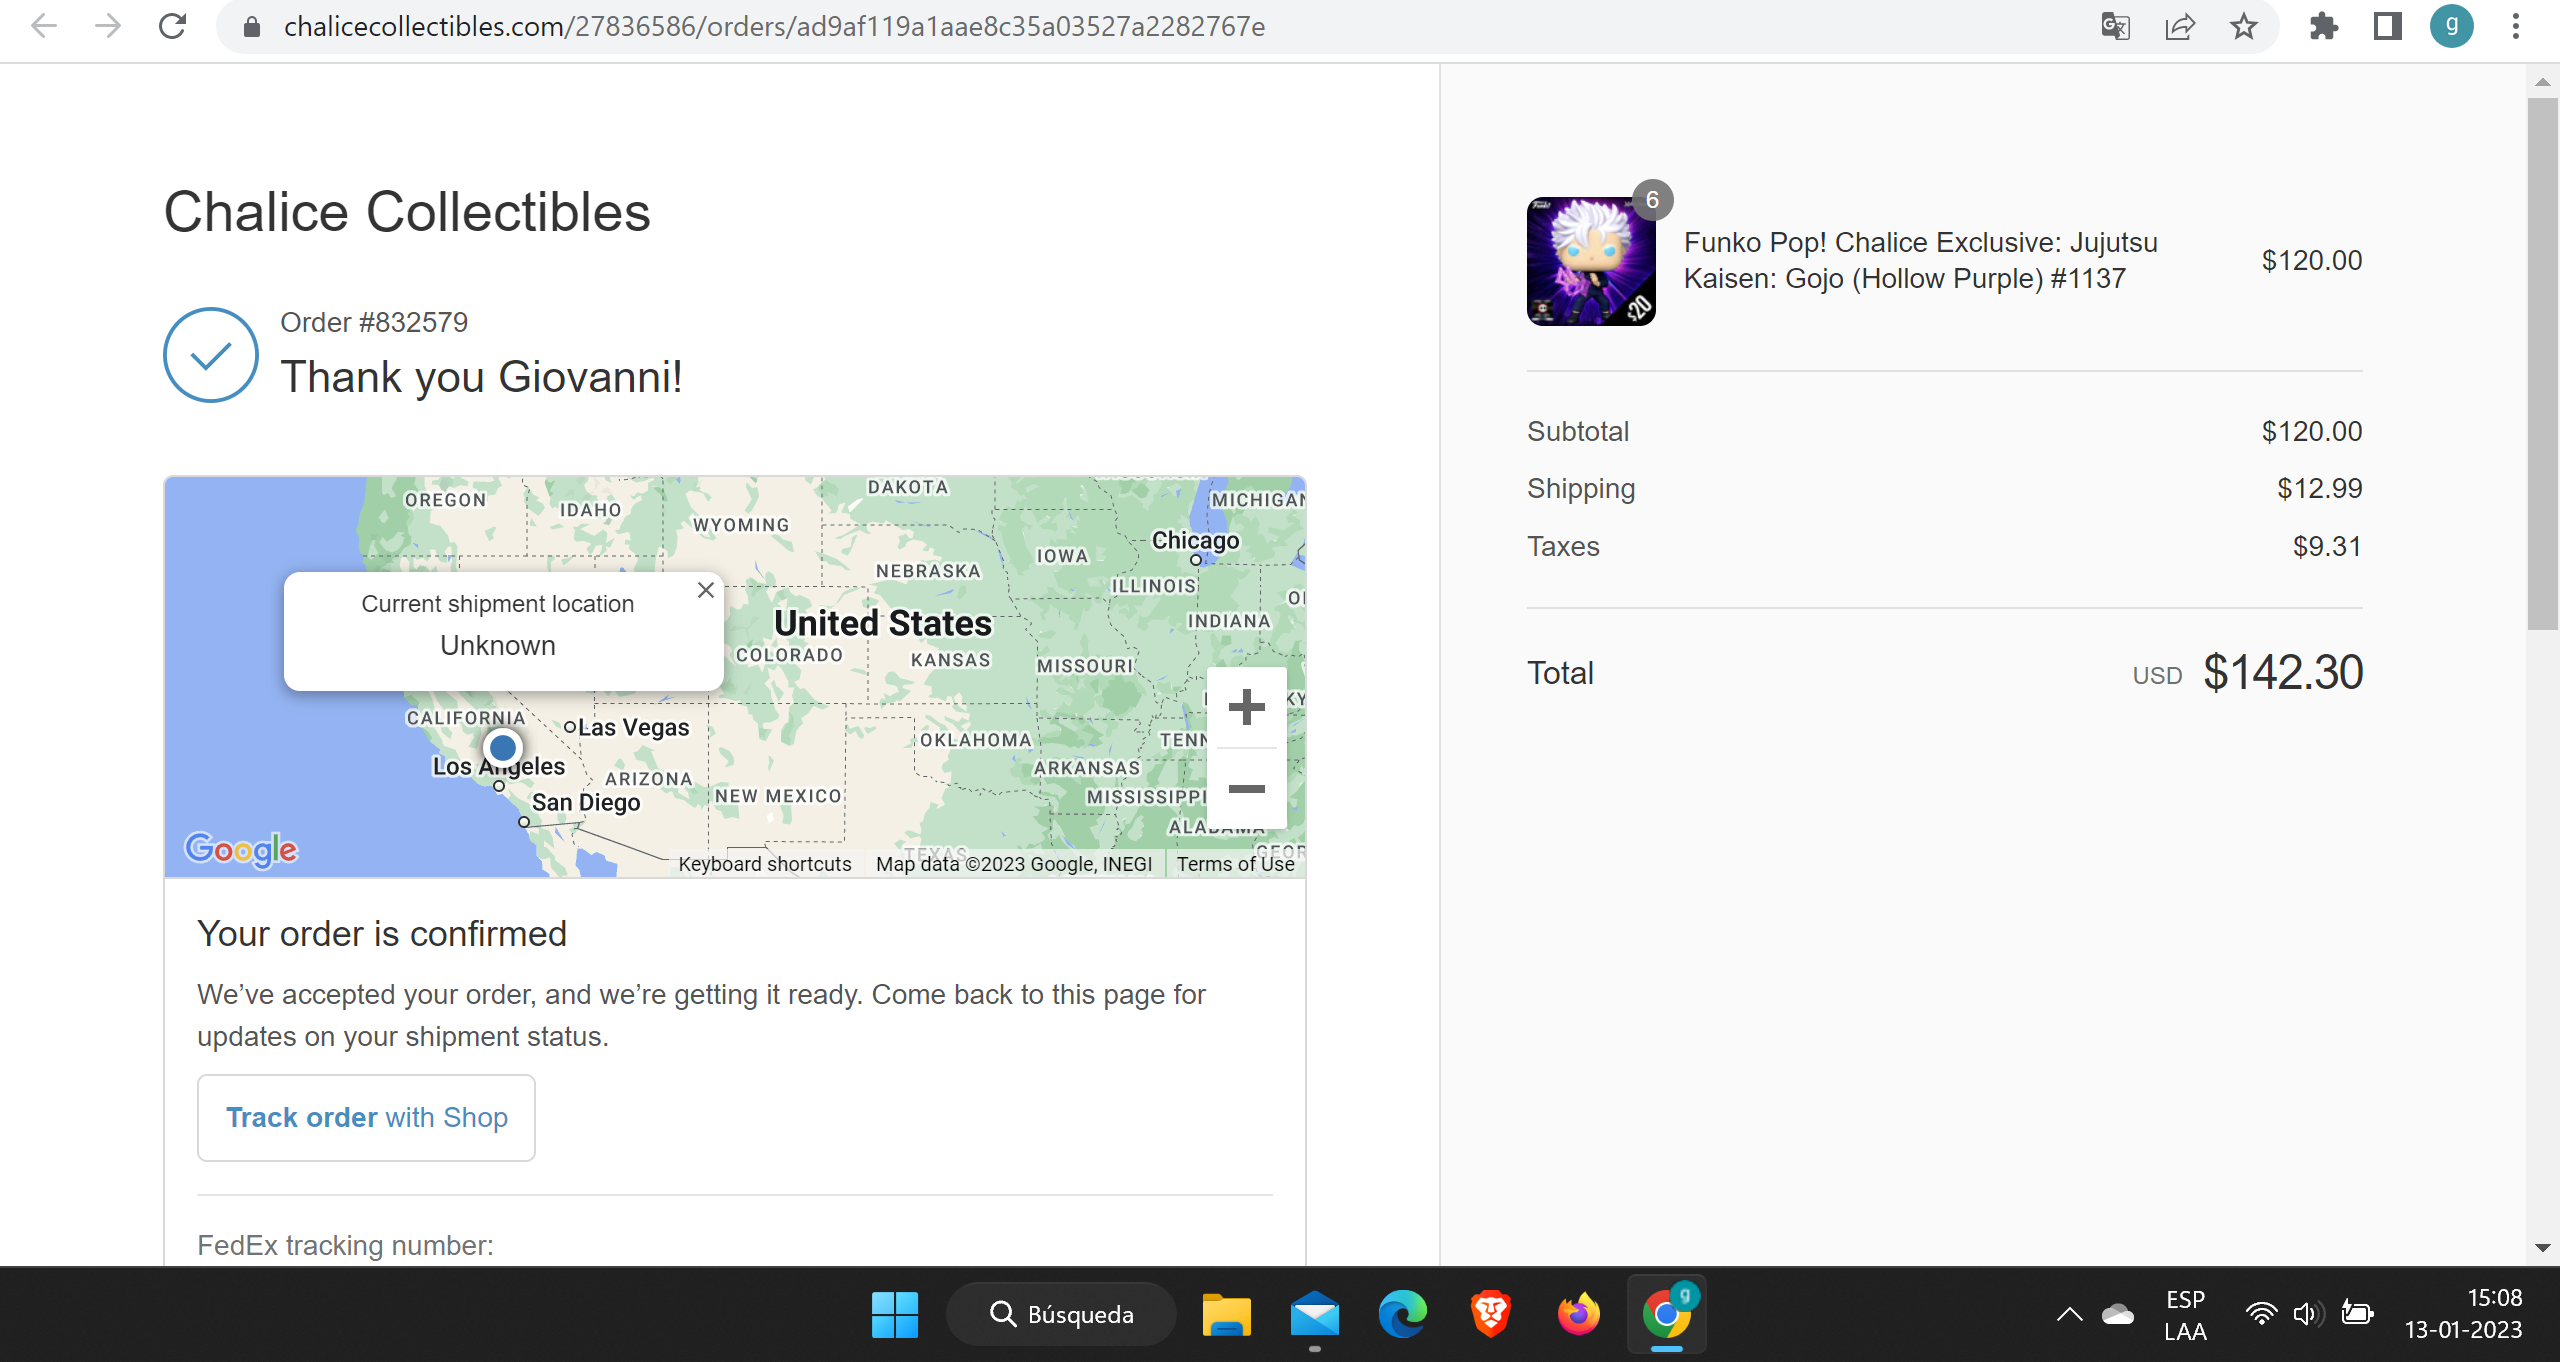 chalicecollectibles.com/27836586/orders/ad9af119a1aae8c35a03527a2282767e
g
Chalice Collectibles
Order #832579
Thank you Giovanni!
OREGON
IDAHO
WYOMING
DAKOTA
MICHIGAN
Chicago
IOWA
NEBRASKA
ILLINOIS
INDIANA
United States
COLORADO
KANSAS
MISSOURI
Current shipment location
Unknown
CALIFORNIA
Las Vegas
Los Angeles
ARIZONA
San Diego
NEW MEXICO
OKLAHOMA
TENN
ARKANSAS
MISSISSIPPI
ALABAMA
TEXAS
GEOR
KY
Google
Keyboard shortcuts
Map data ©2023 Google, INEGI
Terms of Use
Your order is confirmed
We’ve accepted your order, and we’re getting it ready. Come back to this page for
updates on your shipment status.
Track order with Shop
FedEx tracking number:
6
$20
Funko Pop! Chalice Exclusive: Jujutsu
Kaisen: Gojo (Hollow Purple) #1137
$120.00
Subtotal $120.00
Shipping $12.99
Taxes $9.31
Total USD $142.30
Búsqueda
g
ESP
LAA
15:08
13-01-2023